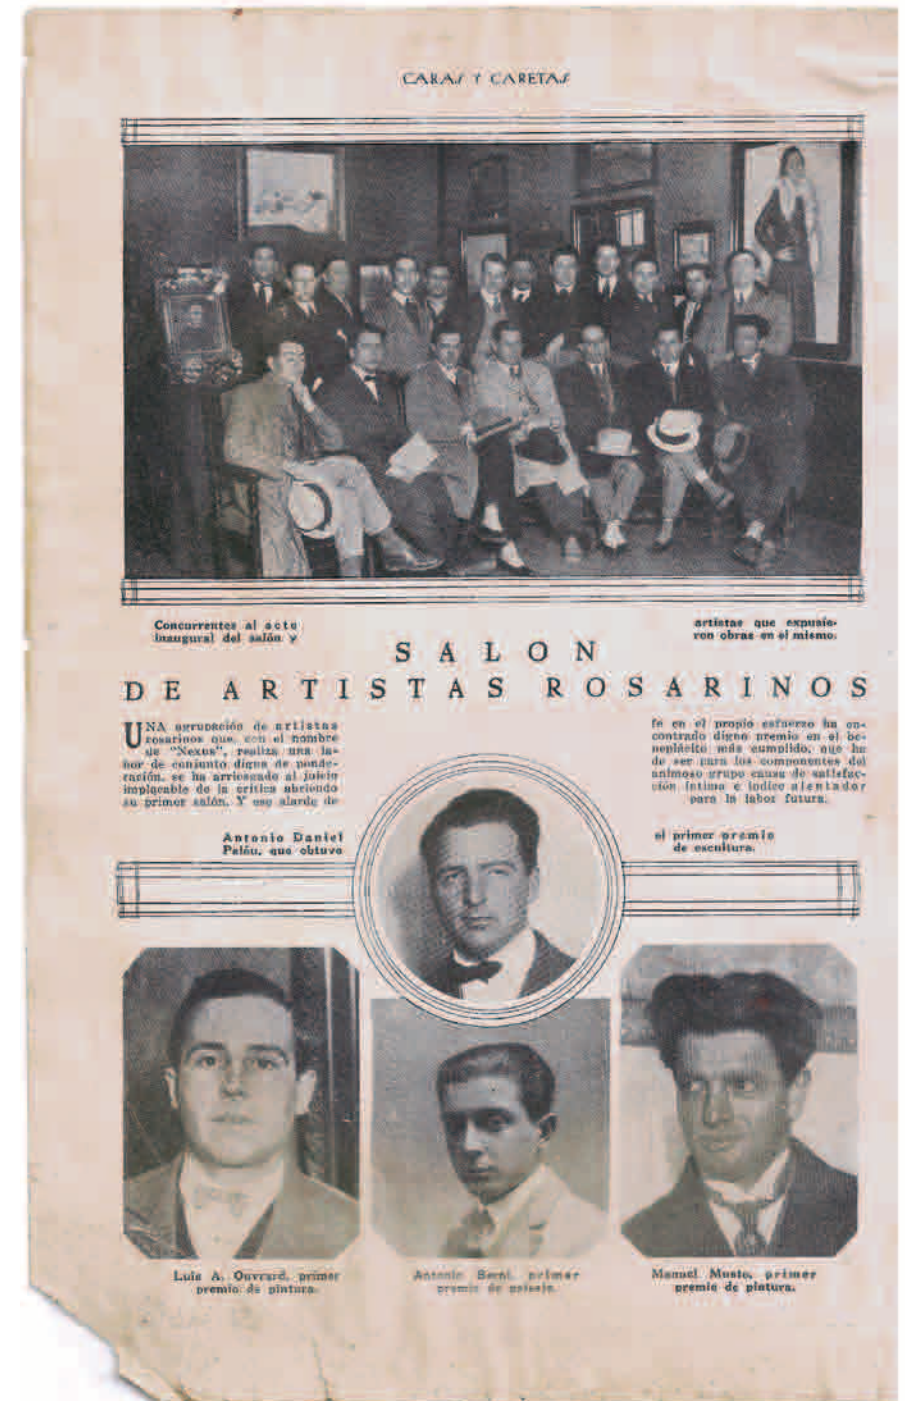 CARAS Y CARETAS
Concurrentes al acto
inaugural del salón y
artistas que expusie-
ron obras en el mismo.
SALON
DE ARTISTAS ROSARINOS
UNA agrupación de artistas
rosarinos que, con el nombre
de "Nexus", realiza una la-
bor de conjunto digna de ponde-
ración, se ha arriesgado al juicio
implacable de la crítica abriendo
su primer salón. Y ese alarde de
fe en el propio esfuerzo ha en-
contrado digno premio en el be-
neplácito más cumplido, que ha
de ser para los componentes del
animoso grupo causa de satisfac-
ción íntima e índice alentador
para la labor futura.
Antonio Daniel
Paláu, que obtuvo
el primer premio
de escultura.
Luis A. Ouvrard, primer
premio de pintura.
Antonio Berni, primer
premio de paisaje.
Manuel Musto, primer
premio de pintura.